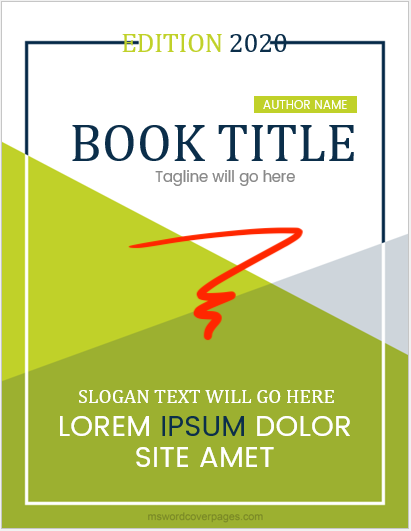 EDITION 2020
AUTHOR NAME
BOOK TITLE
Tagline will go here
SLOGAN TEXT WILL GO HERE
LOREM IPSUM DOLOR
SITE AMET
mswordcoverpages.com